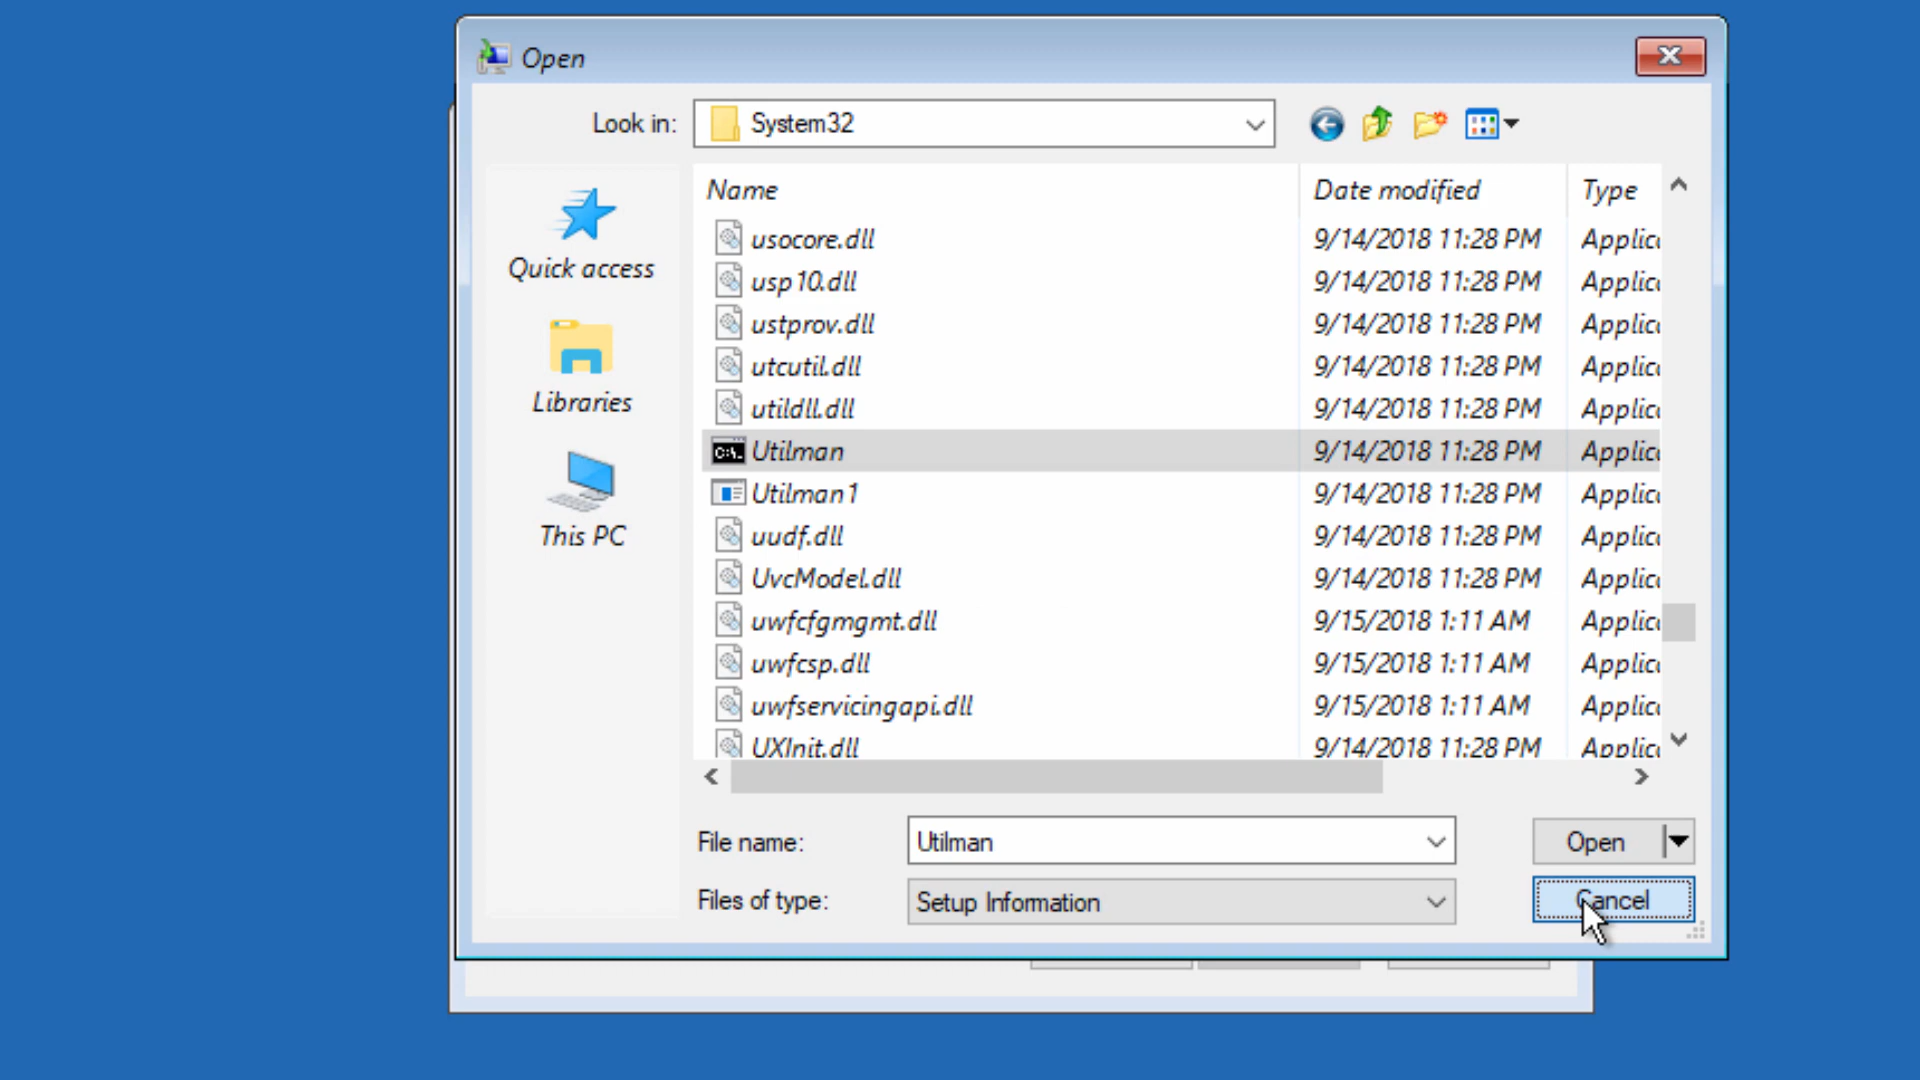 Open
Look in: System32
Name Date modified Type
Quick access
Libraries
This PC
usocore.dll 9/14/2018 11:28 PM Applic
usp10.dll 9/14/2018 11:28 PM Applic
ustprov.dll 9/14/2018 11:28 PM Applic
utcutil.dll 9/14/2018 11:28 PM Applic
utildll.dll 9/14/2018 11:28 PM Applic
C:\. Utilman 9/14/2018 11:28 PM Applic
Utilman1 9/14/2018 11:28 PM Applic
uudf.dll 9/14/2018 11:28 PM Applic
UvcModel.dll 9/14/2018 11:28 PM Applic
uwfcfgmgmt.dll 9/15/2018 1:11 AM Applic
uwfcsp.dll 9/15/2018 1:11 AM Applic
uwfservicingapi.dll 9/15/2018 1:11 AM Applic
UXInit.dll 9/14/2018 11:28 PM Applic
File name: Utilman Open
Files of type: Setup Information Cancel